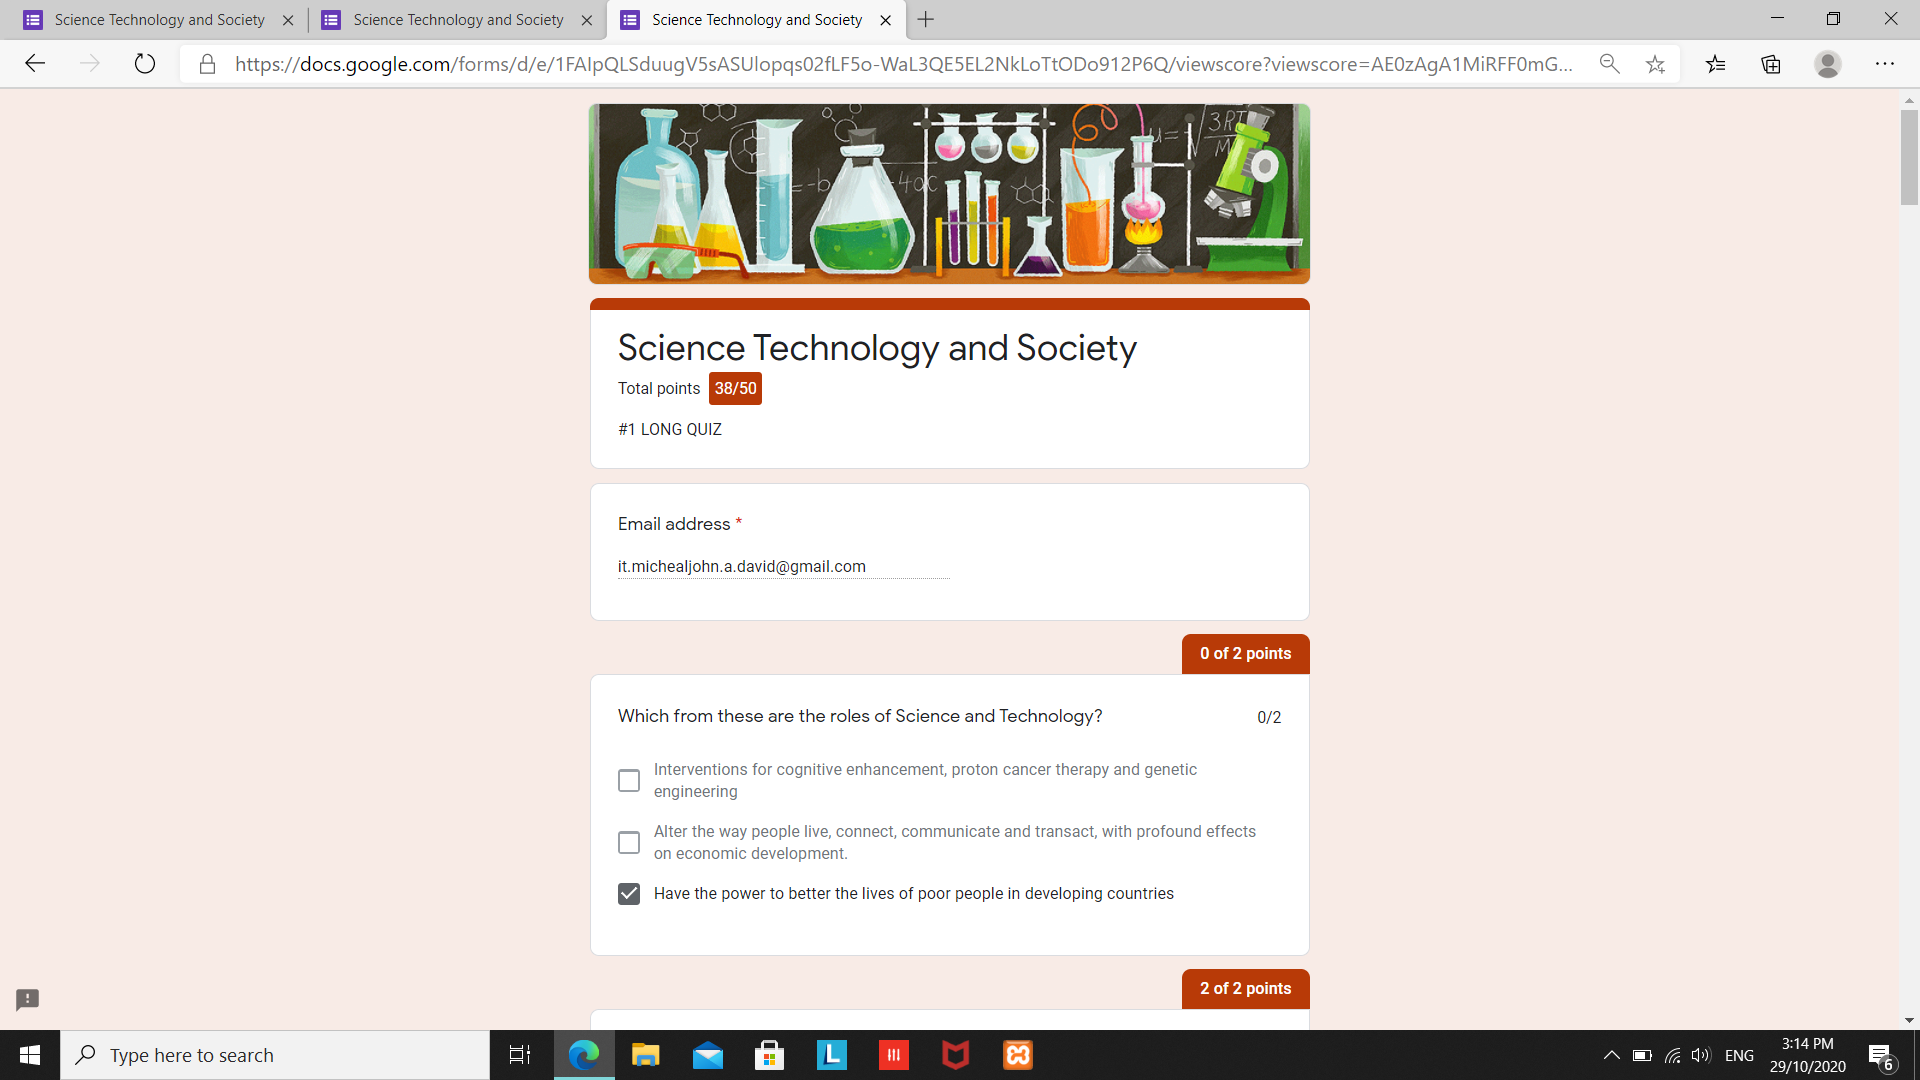 Science Technology and Society
Science Technology and Society
Science Technology and Society
https://docs.google.com/forms/d/e/1FAIpQLSduugV5sASUlopqs02fLF5o-WaL3QE5EL2NkLoTtODo912P6Q/viewscore?viewscore=AE0zAgA1MiRFF0mG...
Science Technology and Society
Total points 38/50
#1 LONG QUIZ
Email address *
it.michealjohn.a.david@gmail.com
0 of 2 points
Which from these are the roles of Science and Technology? 0/2
Interventions for cognitive enhancement, proton cancer therapy and genetic
engineering
Alter the way people live, connect, communicate and transact, with profound effects
on economic development.
Have the power to better the lives of poor people in developing countries
2 of 2 points
Type here to search
L
ENG
3:14 PM
29/10/2020
6